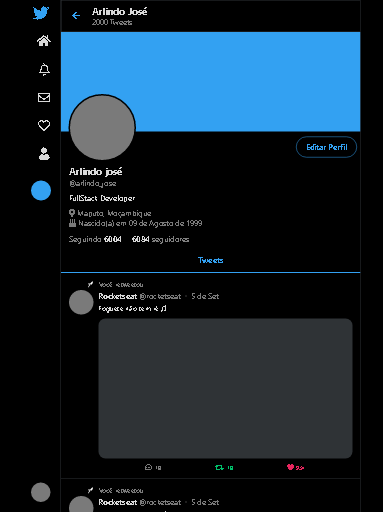 Arlindo José
2000 Tweets
Editar Perfil
Arlindo josé
@arlindo_jose
FullStack Developer
Maputo, Moçambique
Nascido(a) em 09 de Agosto de 1999
Seguindo 6004 6084 seguidores
Tweets
Você retweetou
Rocketseat @rocketseat · 5 de Set
Foguete não tem ré
18
18
Você retweetou
Rocketseat @rocketseat · 5 de Set